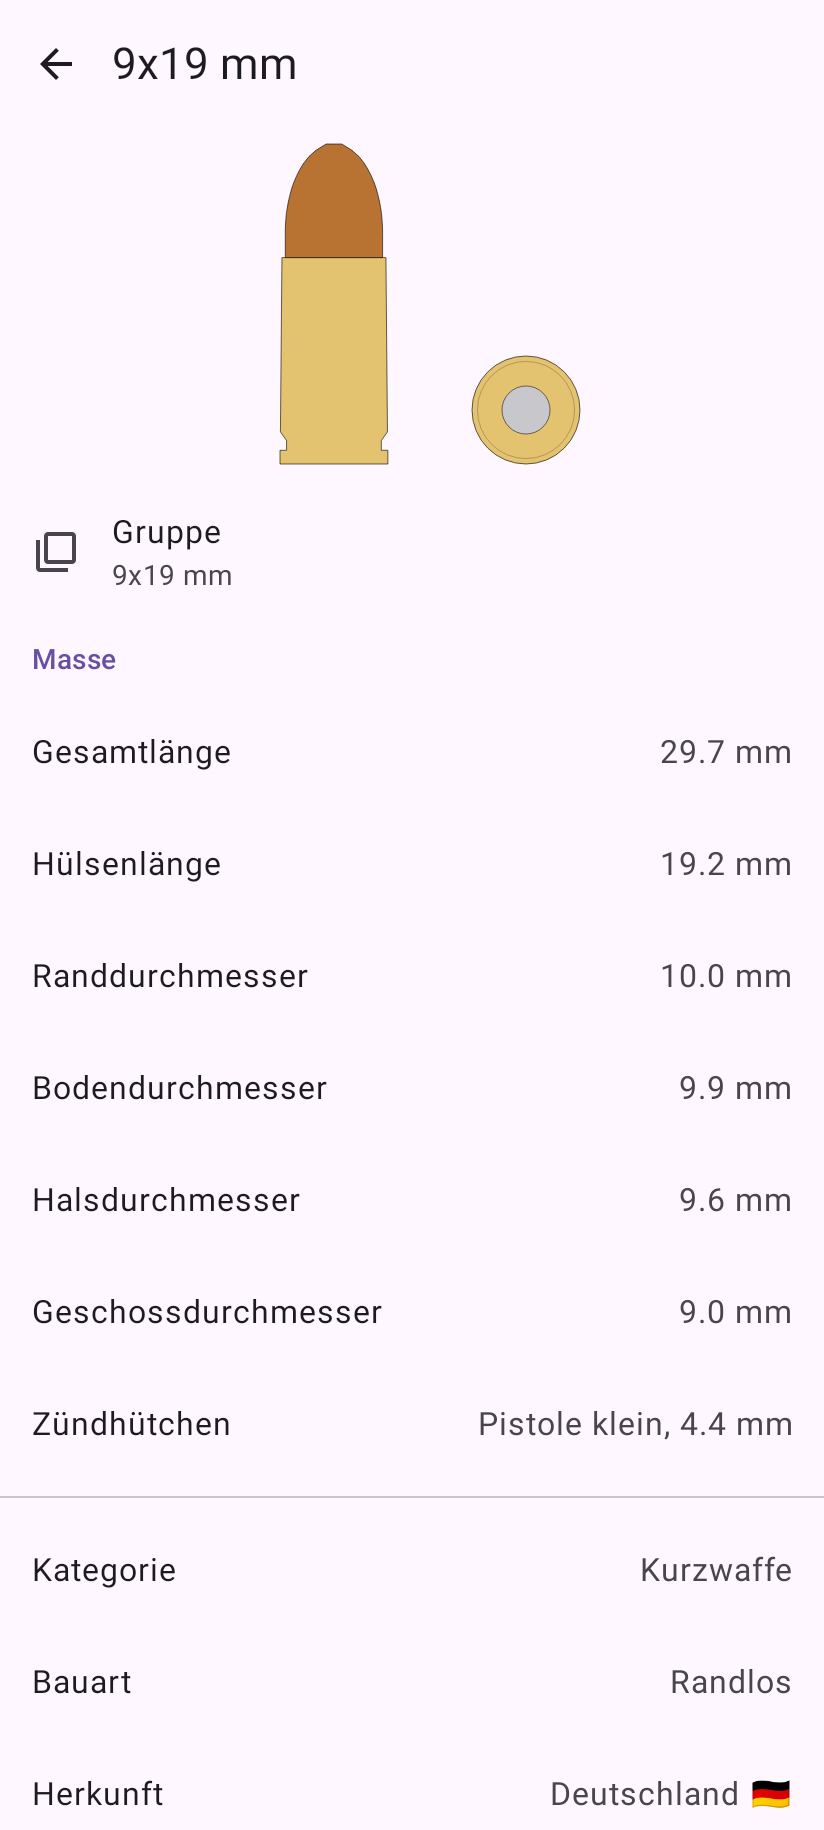 9x19 mm
Gruppe
9x19 mm
Masse
Gesamtlänge 29.7 mm
Hülsenlänge 19.2 mm
Randdurchmesser 10.0 mm
Bodendurchmesser 9.9 mm
Halsdurchmesser 9.6 mm
Geschossdurchmesser 9.0 mm
Zündhütchen Pistole klein, 4.4 mm
Kategorie Kurzwaffe
Bauart Randlos
Herkunft Deutschland 🇩🇪